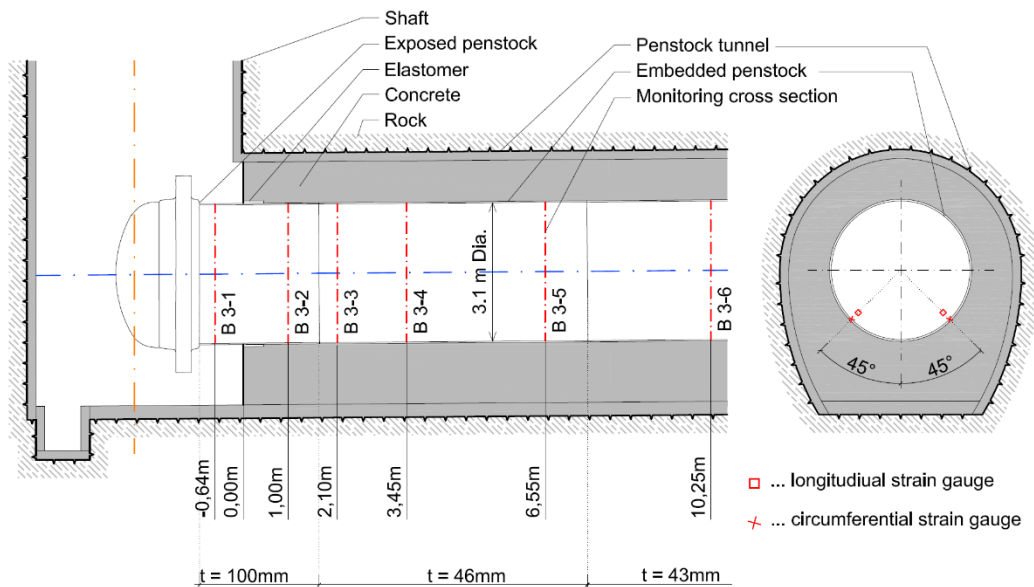 Shaft
Exposed penstock
Elastomer
Concrete
Rock
Penstock tunnel
Embedded penstock
Monitoring cross section
B 3-1
B 3-2
B 3-3
B 3-4
3.1 m Dia.
B 3-5
B 3-6
45°
45°
-0,64m
0,00m
1,00m
2,10m
3,45m
6,55m
10,25m
□ ... longitudiual strain gauge
× ... circumferential strain gauge
t = 100mm
t = 46mm
t = 43mm